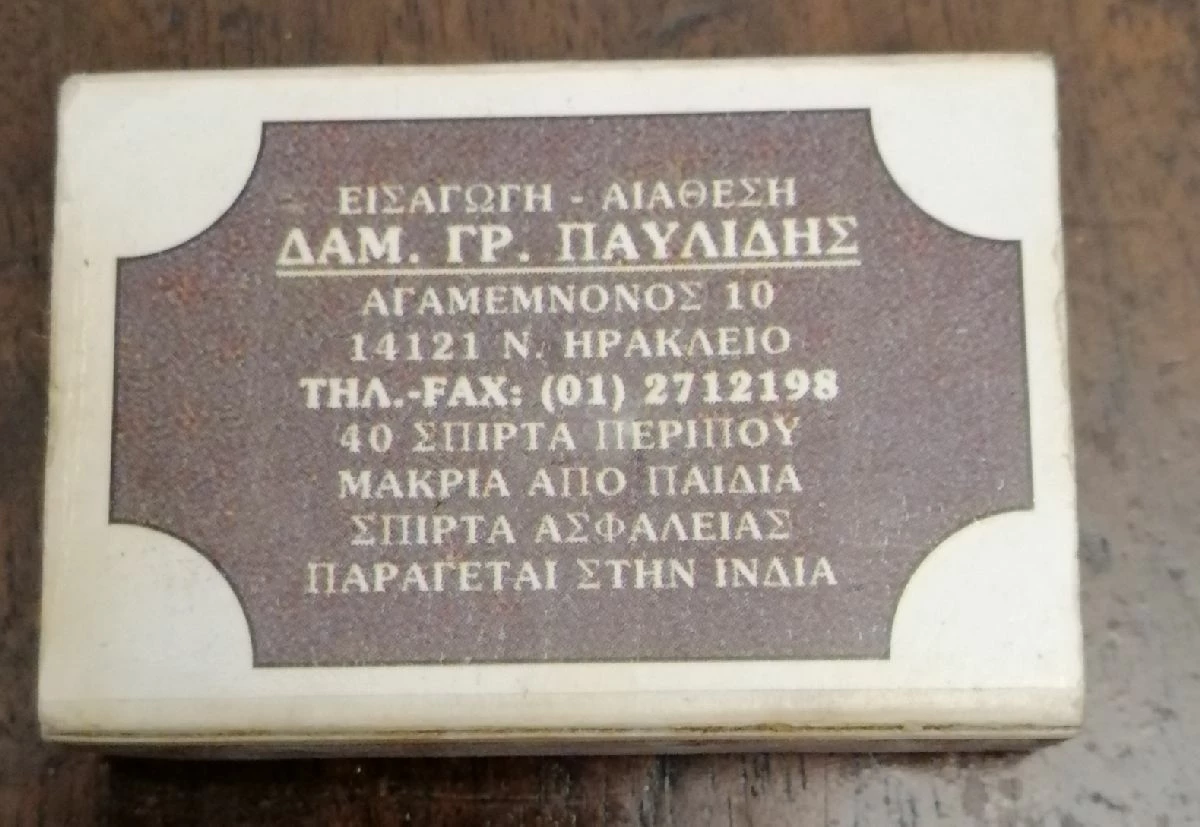 ΕΙΣΑΓΩΓΗ - ΑΙΑΘΕΣΗ
ΔΑΜ. ΓΡ. ΠΑΥΛΙΔΗΣ
ΑΓΑΜΕΜΝΟΝΟΣ 10
14121 Ν. ΗΡΑΚΛΕΙΟ
ΤΗΛ.-FAX: (01) 2712198
40 ΣΠΙΡΤΑ ΠΕΡΙΠΟΥ
ΜΑΚΡΙΑ ΑΠΟ ΠΑΙΔΙΑ
ΣΠΙΡΤΑ ΑΣΦΑΛΕΙΑΣ
ΠΑΡΑΓΕΤΑΙ ΣΤΗΝ ΙΝΔΙΑ